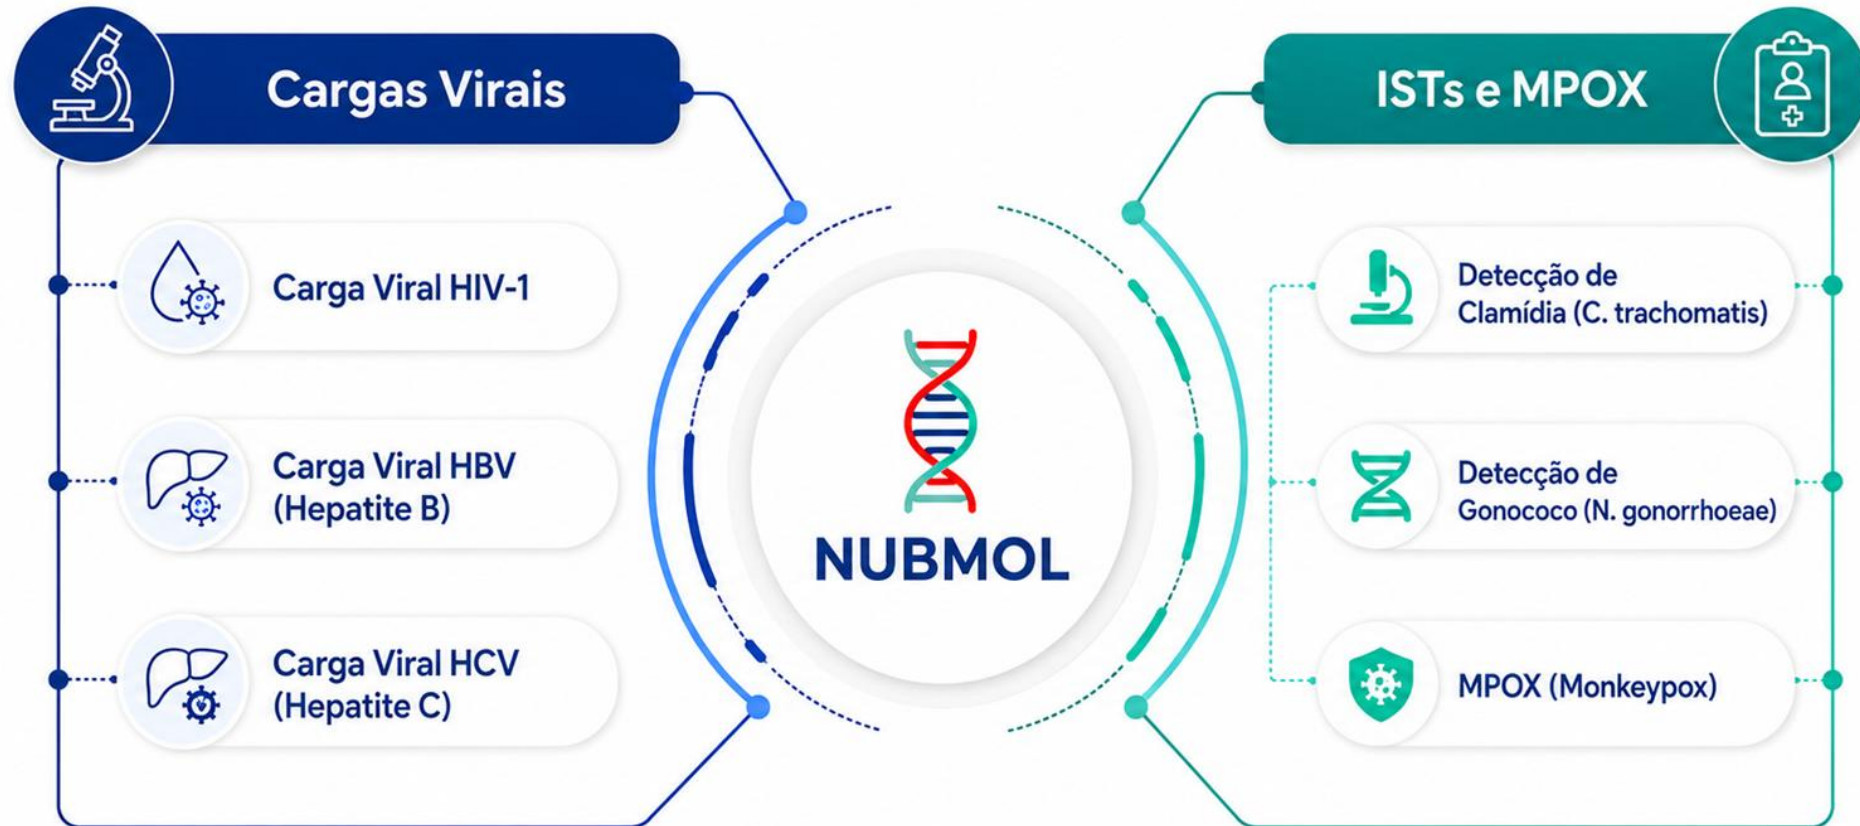 Cargas Virais
Carga Viral HIV-1
Carga Viral HBV
(Hepatite B)
Carga Viral HCV
(Hepatite C)
NUBMOL
ISTs e MPOX
Detecção de
Clamídia (C. trachomatis)
Detecção de
Gonococo (N. gonorrhoeae)
MPOX (Monkeypox)